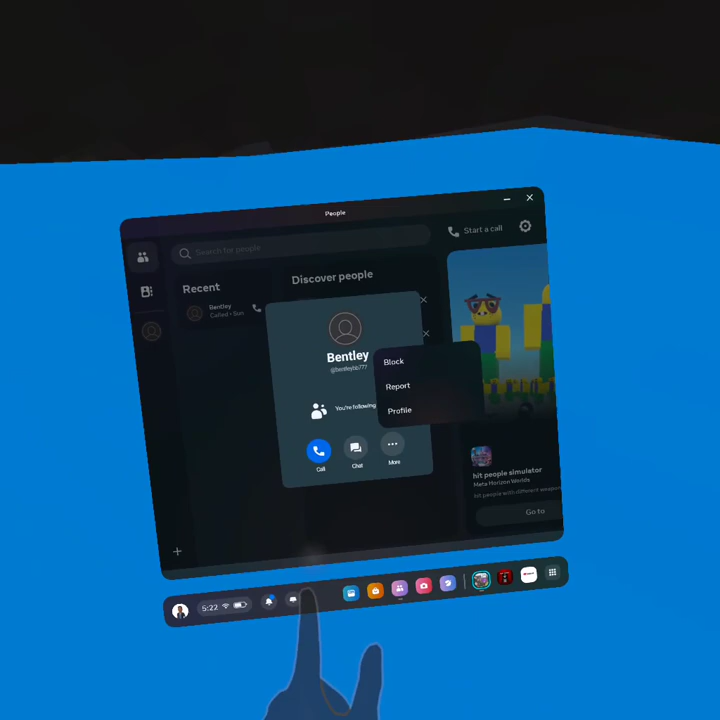 People
Search for people
Start a call
Recent
Discover people
Bentley
Called • Sun
Bentley
@bentleybb777
You're following
Block
Report
Profile
Call
Chat
More
hit people simulator
Meta Horizon Worlds
hit people with different weapon
Go to
5:22